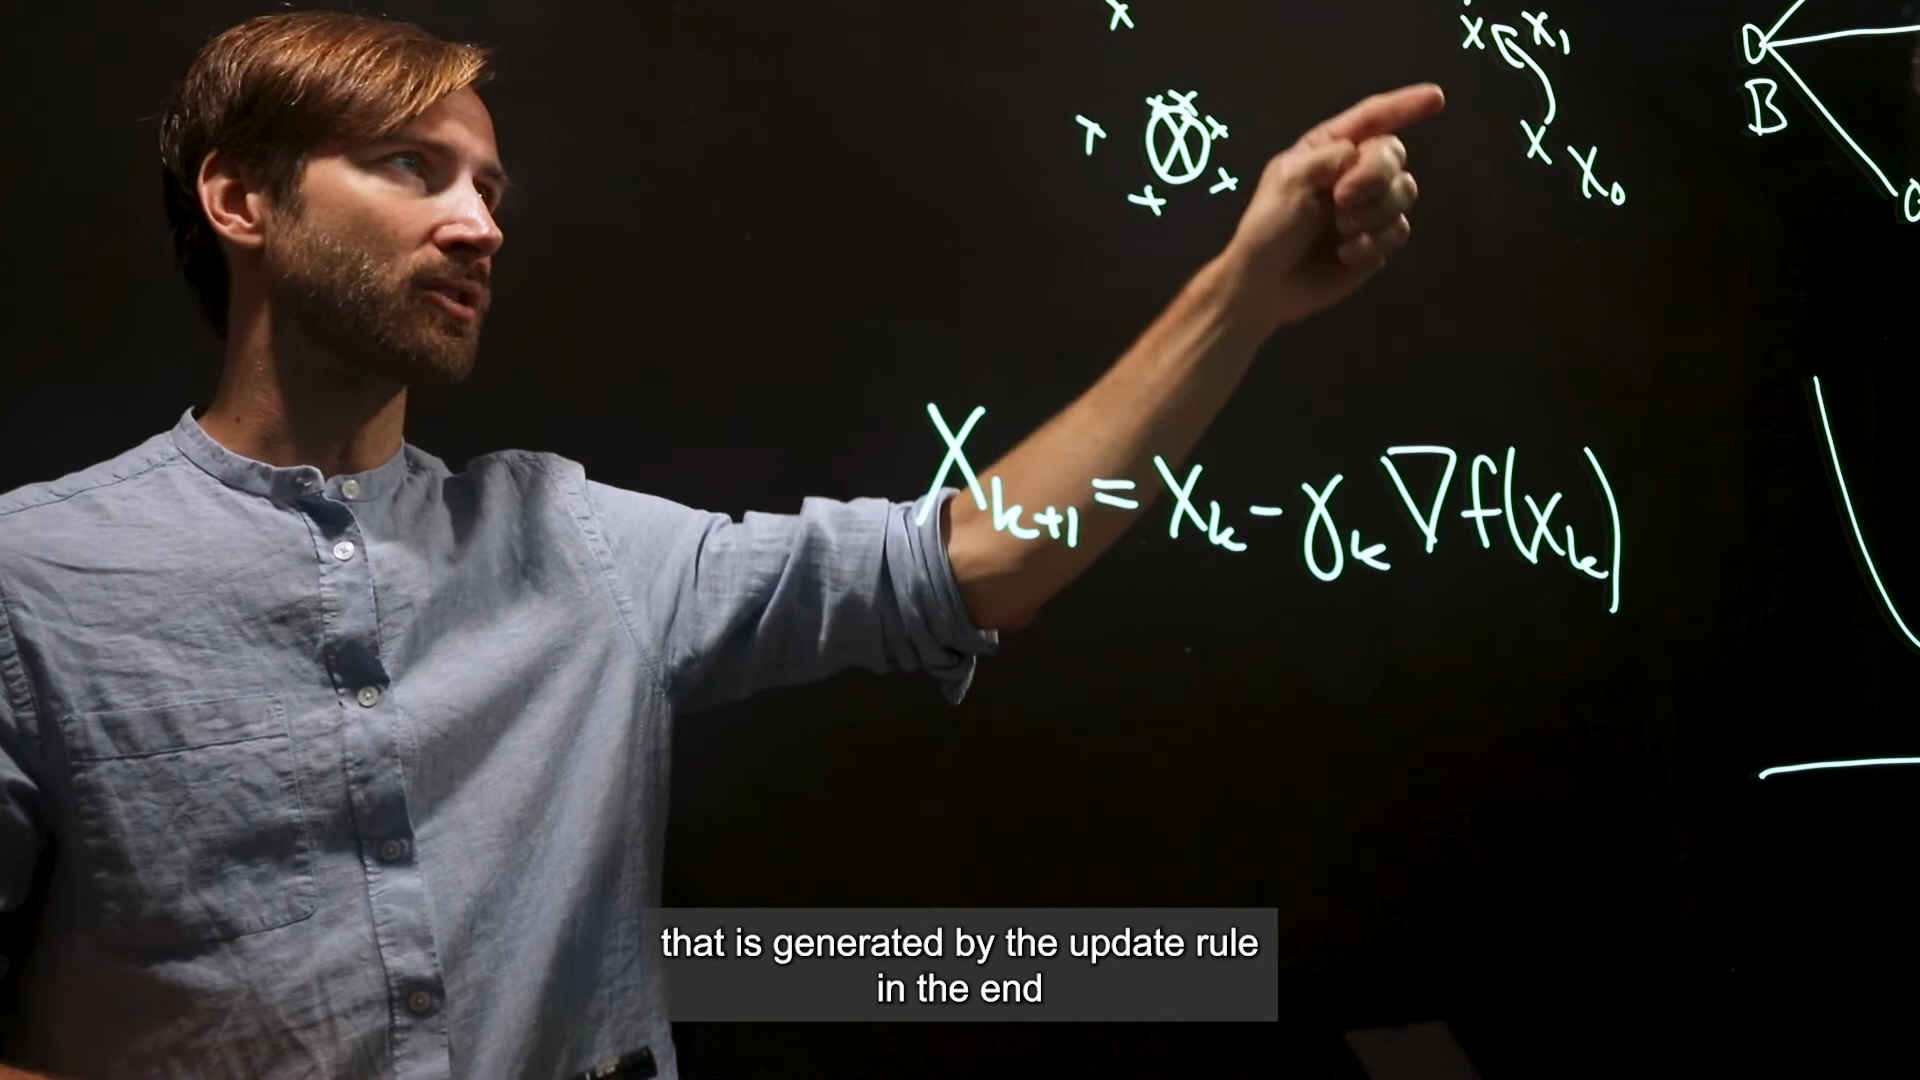 x
x x₁
B
x x x x x x
x x₀
x_{k+1} = x_k - γ_k ∇f(x_k)
that is generated by the update rule
in the end